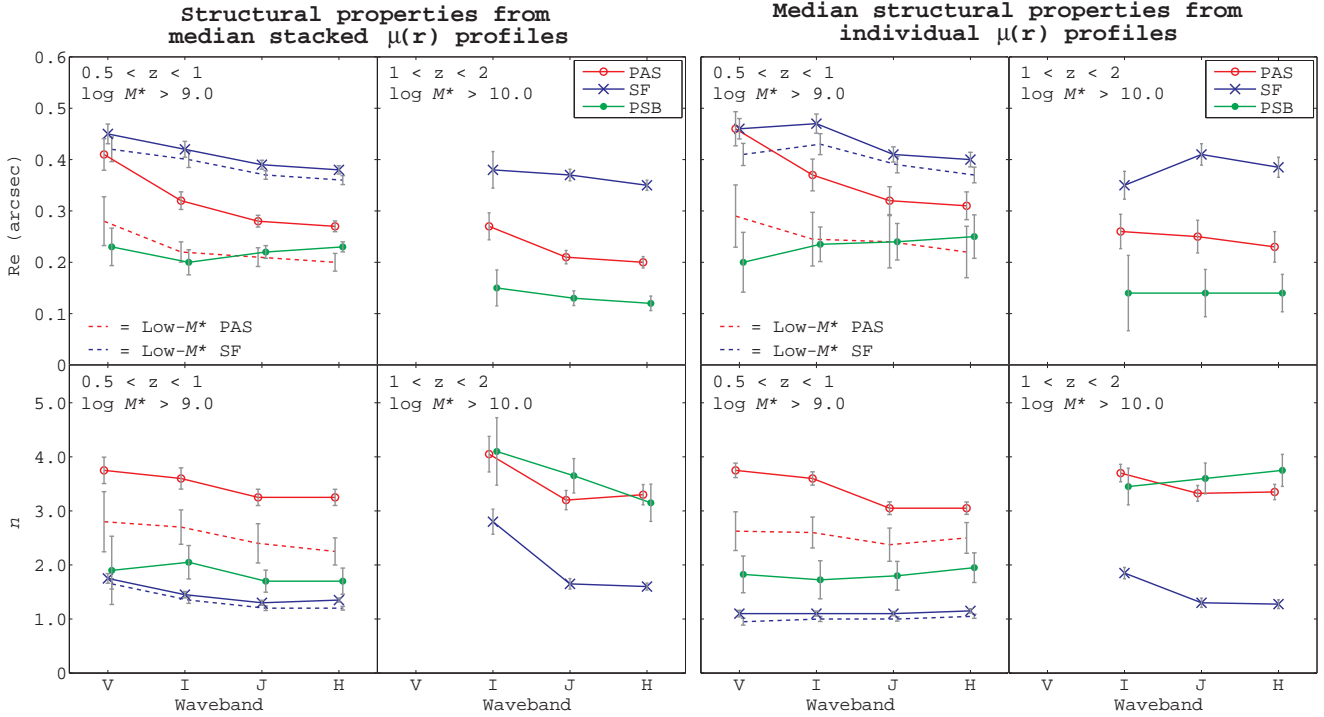 Structural properties from
median stacked μ(r) profiles
Median structural properties from
individual μ(r) profiles
0.6
0.5
0.4
0.3
0.2
0.1
0
Re (arcsec)
0.5 < z < 1
log M* > 9.0
= Low-M* PAS
= Low-M* SF
1 < z < 2
log M* > 10.0
PAS
SF
PSB
0.5 < z < 1
log M* > 9.0
= Low-M* PAS
= Low-M* SF
1 < z < 2
log M* > 10.0
PAS
SF
PSB
5.0
4.0
3.0
2.0
1.0
0
n
0.5 < z < 1
log M* > 9.0
1 < z < 2
log M* > 10.0
0.5 < z < 1
log M* > 9.0
1 < z < 2
log M* > 10.0
V I J H
V I J H
V I J H
V I J H
Waveband
Waveband
Waveband
Waveband